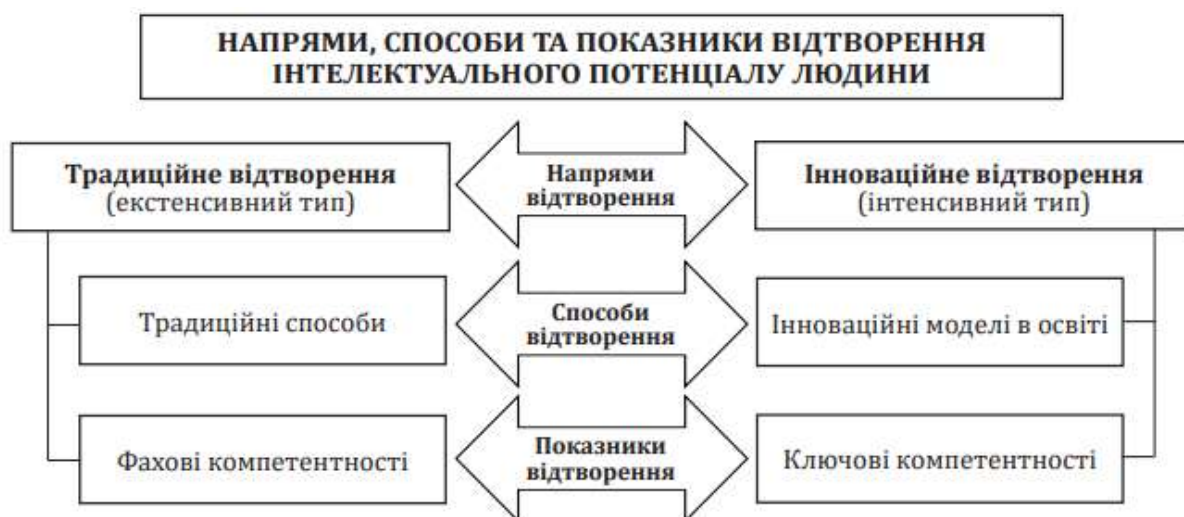 НАПРЯМИ, СПОСОБИ ТА ПОКАЗНИКИ ВІДТВОРЕННЯ
ІНТЕЛЕКТУАЛЬНОГО ПОТЕНЦІАЛУ ЛЮДИНИ
Традиційне відтворення
(екстенсивний тип)
Напрями
відтворення
Інноваційне відтворення
(інтенсивний тип)
Традиційні способи
Способи
відтворення
Інноваційні моделі в освіті
Фахові компетентності
Показники
відтворення
Ключові компетентності